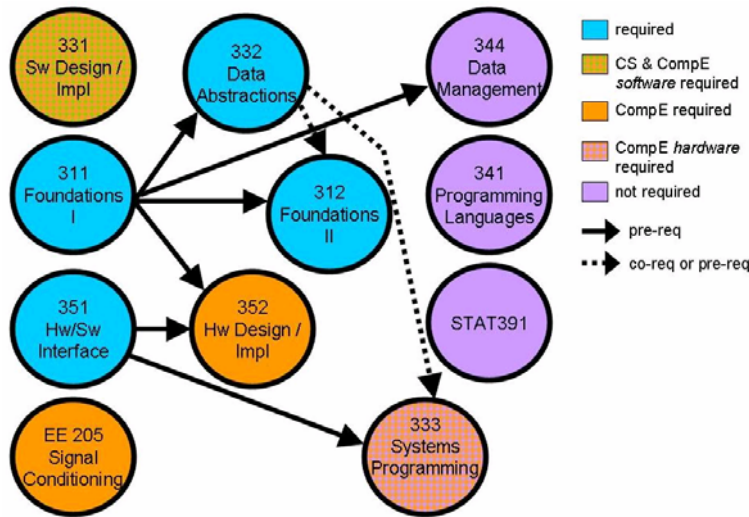 331
Sw Design /
Impl
332
Data
Abstractions
344
Data
Management
311
Foundations
I
312
Foundations
II
341
Programming
Languages
351
Hw/Sw
Interface
352
Hw Design /
Impl
STAT391
EE 205
Signal
Conditioning
333
Systems
Programming
required
CS & CompE
software required
CompE required
CompE hardware
required
not required
pre-req
co-req or pre-req